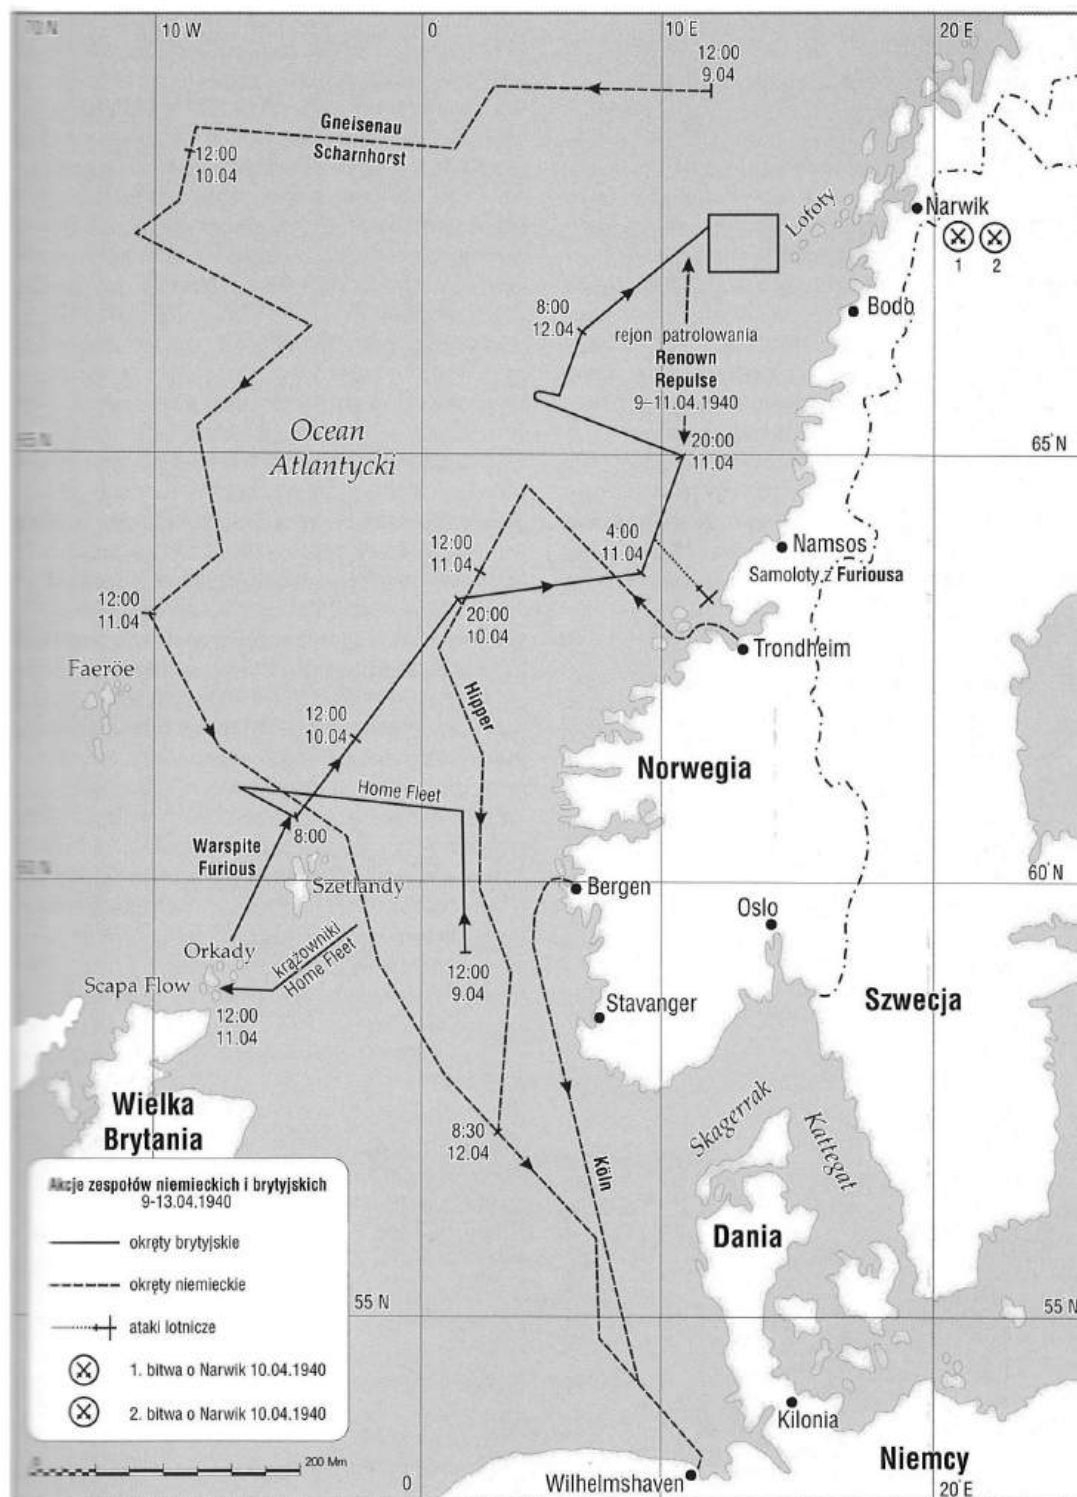 70 N
10 W
0
10 E
20 E
12:00
9.04
Gneisenau
Scharnhorst
12:00
10.04
Lofoty
Narwik
1
2
8:00
12.04
Bodo
rejon patrolowania
Renown
Repulse
9–11.04.1940
Ocean
Atlantycki
65 N
20:00
11.04
65°N
12:00
11.04
4:00
11.04
Namsos
Samoloty z Furiousa
12:00
11.04
20:00
10.04
Trondheim
Faeröe
Hipper
12:00
10.04
Norwegia
Home Fleet
8:00
Warspite
Furious
60 N
60°N
Szetlandy
Bergen
Oslo
Orkady
krążowniki
Home Fleet
Scapa Flow
12:00
9.04
12:00
11.04
Stavanger
Szwecja
Wielka
Brytania
Skagerrak
Kattegat
8:30
12.04
Köln
Dania
Akcje zespołów niemieckich i brytyjskich
9-13.04.1940
okręty brytyjskie
okręty niemieckie
55 N
55°N
ataki lotnicze
1. bitwa o Narwik 10.04.1940
2. bitwa o Narwik 10.04.1940
Kilonia
0
200 Mm
0
Wilhelmshaven
Niemcy
20°E